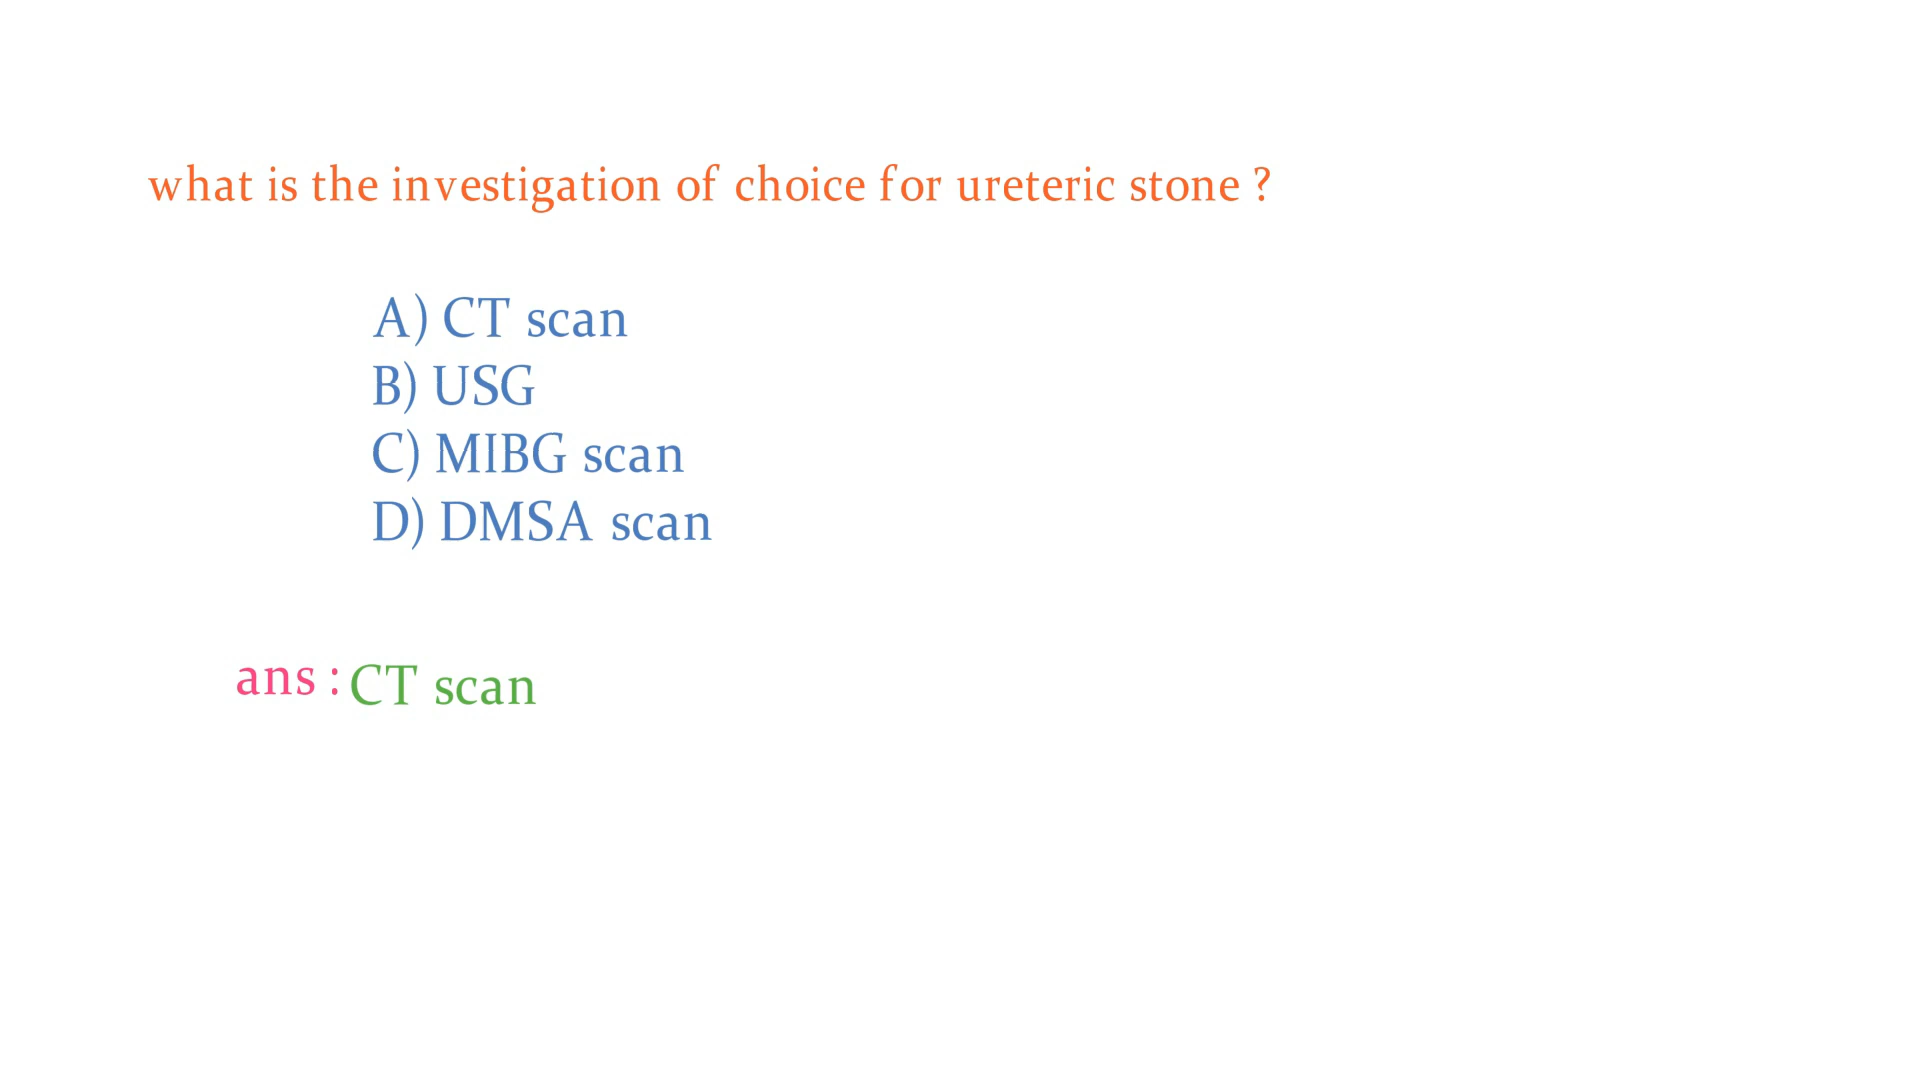 what is the investigation of choice for ureteric stone ?
A) CT scan
B) USG
C) MIBG scan
D) DMSA scan
ans : CT scan